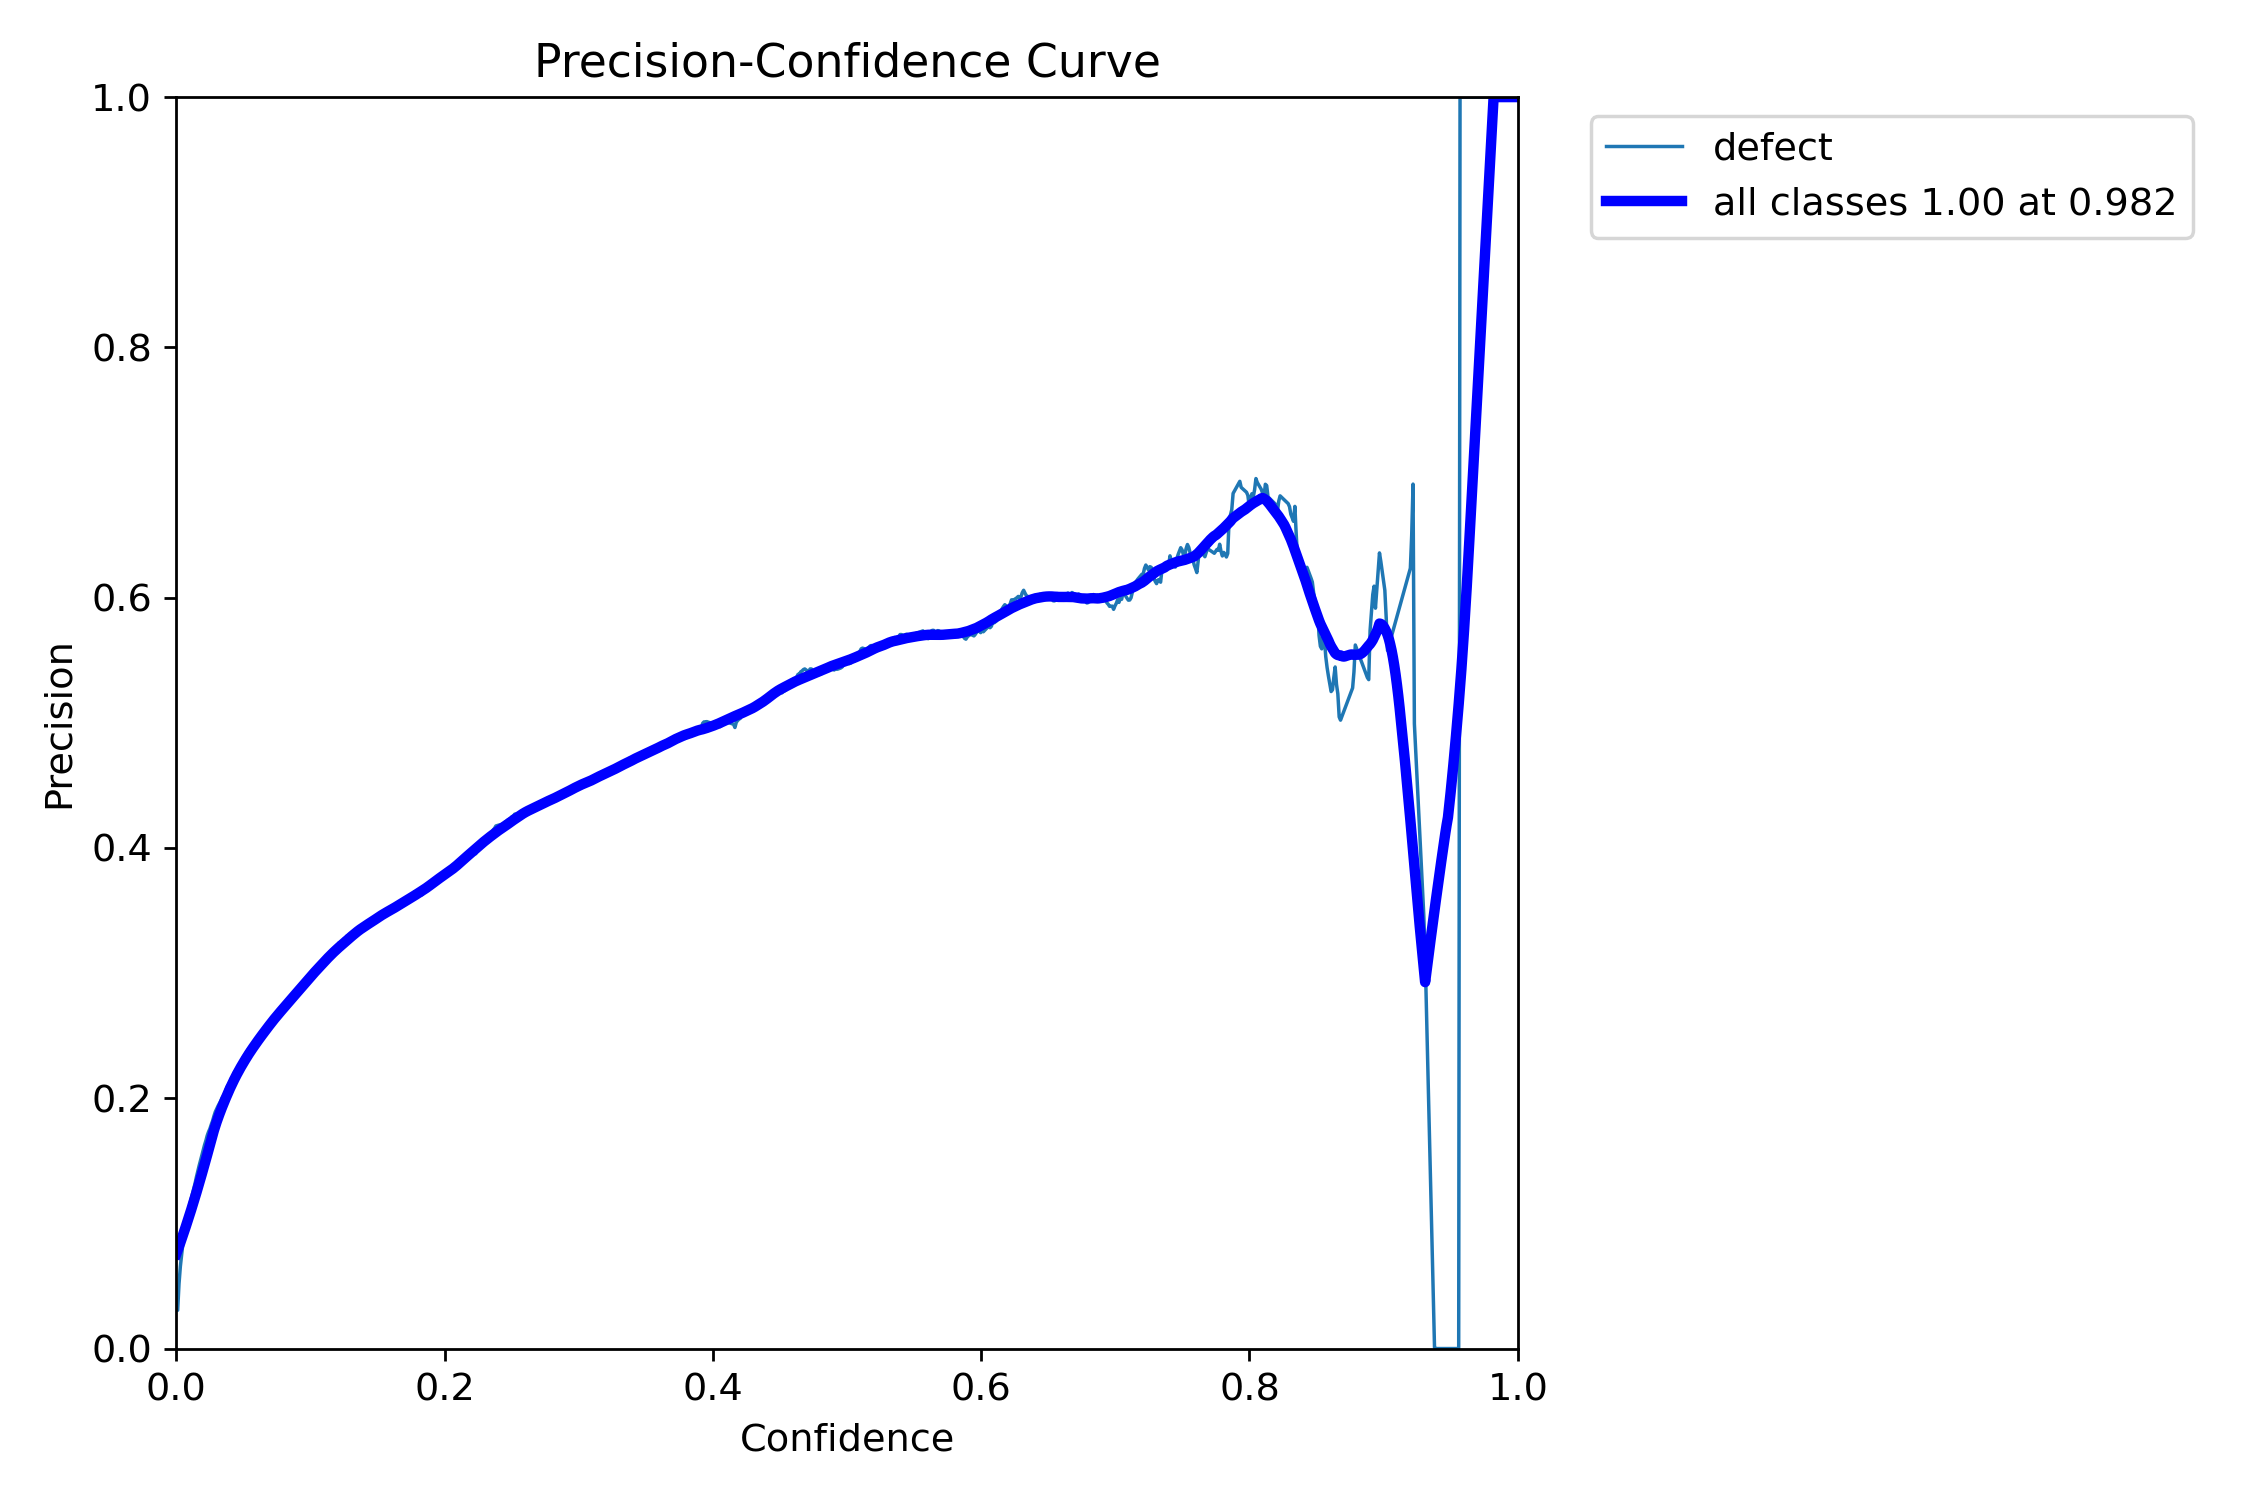 Precision-Confidence Curve
1.0
0.8
0.6
0.4
0.2
0.0
Precision
0.0 0.2 0.4 0.6 0.8 1.0
Confidence
defect
all classes 1.00 at 0.982